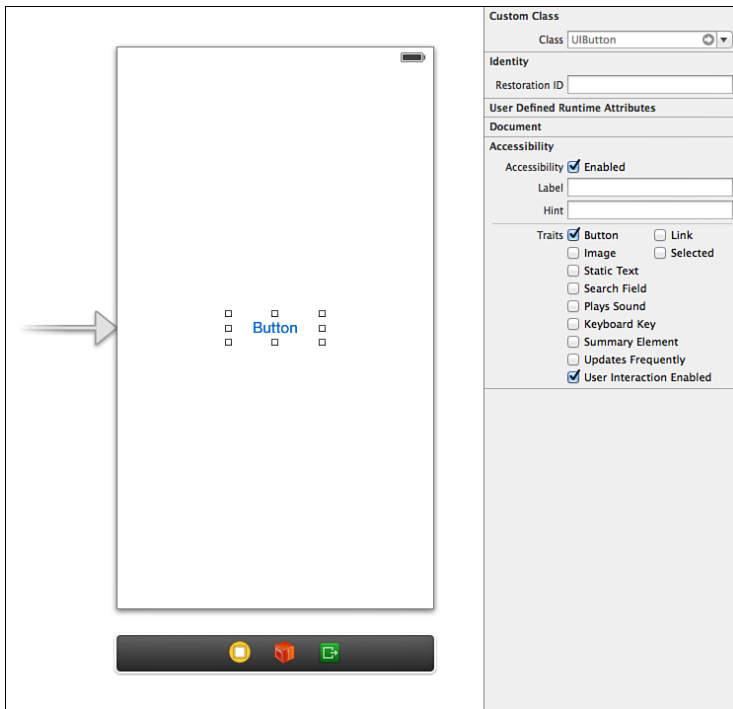 Button
Custom Class
Class UIButton
Identity
Restoration ID
User Defined Runtime Attributes
Document
Accessibility
Accessibility Enabled
Label
Hint
Traits Button Link
Image Selected
Static Text
Search Field
Plays Sound
Keyboard Key
Summary Element
Updates Frequently
User Interaction Enabled